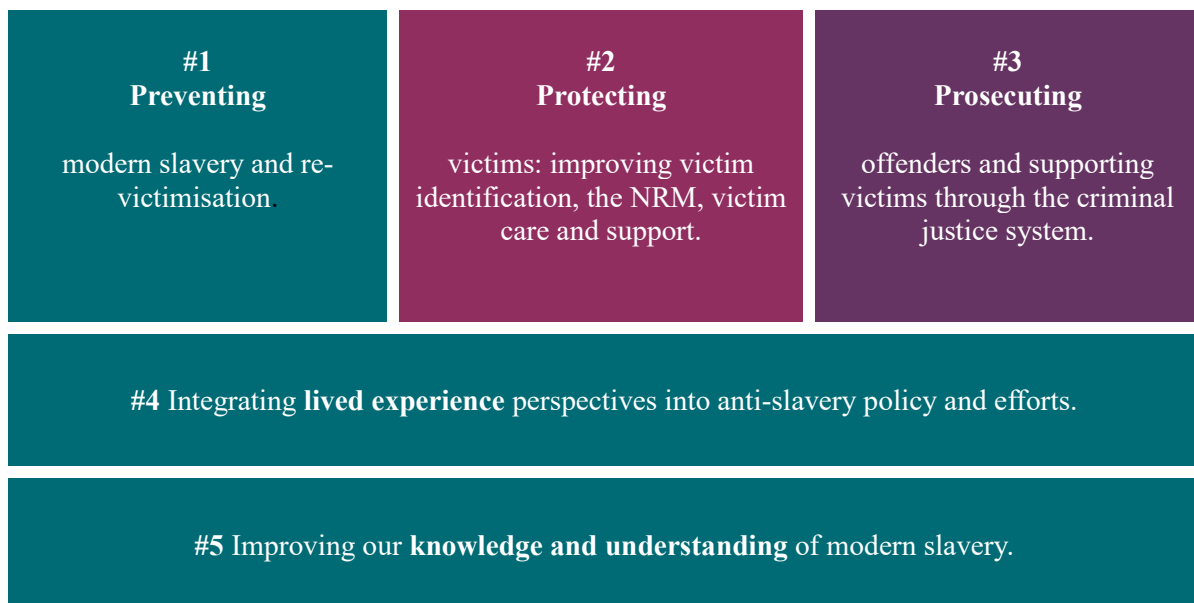 #1
Preventing
modern slavery and re-
victimisation.
#2
Protecting
victims: improving victim
identification, the NRM, victim
care and support.
#3
Prosecuting
offenders and supporting
victims through the criminal
justice system.
#4 Integrating lived experience perspectives into anti-slavery policy and efforts.
#5 Improving our knowledge and understanding of modern slavery.